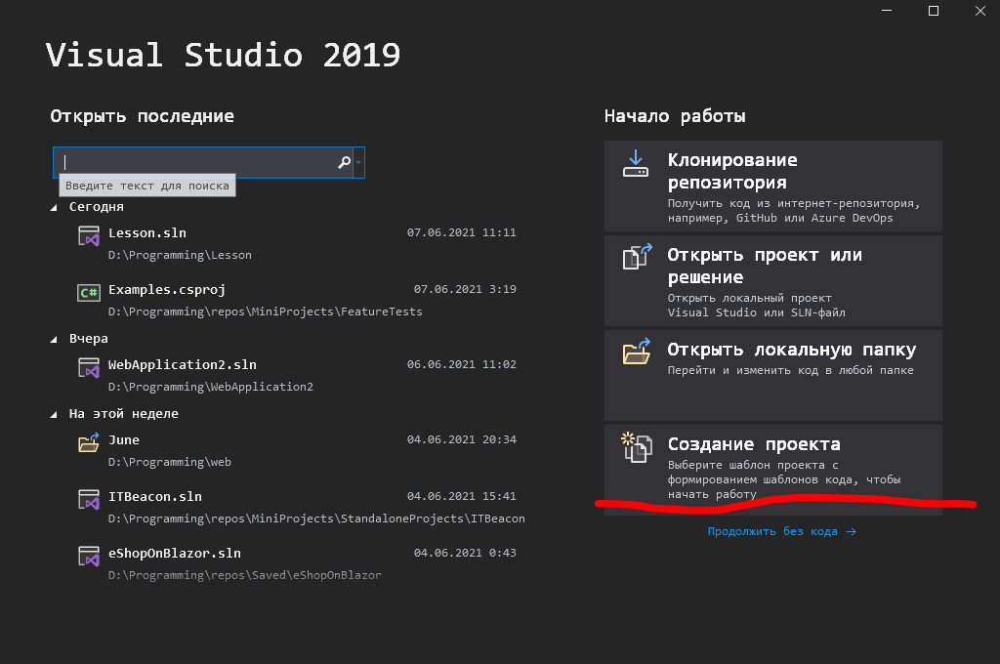 Visual Studio 2019
Открыть последние
Введите текст для поиска
Сегодня
Lesson.sln 07.06.2021 11:11
D:\Programming\Lesson
Examples.csproj 07.06.2021 3:19
D:\Programming\repos\MiniProjects\FeatureTests
Вчера
WebApplication2.sln 06.06.2021 11:02
D:\Programming\WebApplication2
На этой неделе
June 04.06.2021 20:34
D:\Programming\web
ITBeacon.sln 04.06.2021 15:41
D:\Programming\repos\MiniProjects\StandaloneProjects\ITBeacon
eShopOnBlazor.sln 04.06.2021 0:43
D:\Programming\repos\Saved\eShopOnBlazor
Начало работы
Клонирование
репозитория
Получить код из интернет-репозитория,
например, GitHub или Azure DevOps
Открыть проект или
решение
Открыть локальный проект
Visual Studio или SLN-файл
Открыть локальную папку
Перейти и изменить код в любой папке
Создание проекта
Выберите шаблон проекта с
формированием шаблонов кода, чтобы
начать работу
Продолжить без кода →
C#